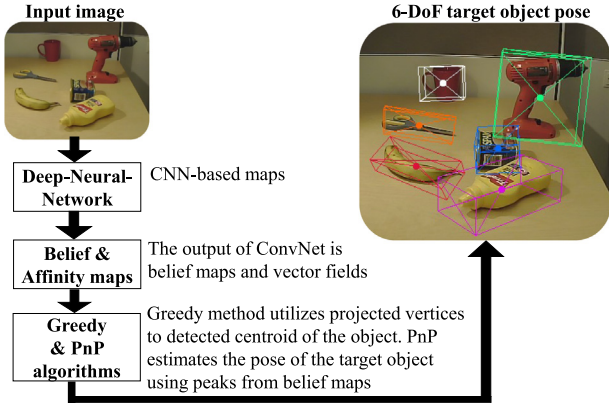 Input image
6-DoF target object pose
Deep-Neural-
Network
CNN-based maps
Belief &
Affinity maps
The output of ConvNet is
belief maps and vector fields
Greedy
& PnP
algorithms
Greedy method utilizes projected vertices
to detected centroid of the object. PnP
estimates the pose of the target object
using peaks from belief maps